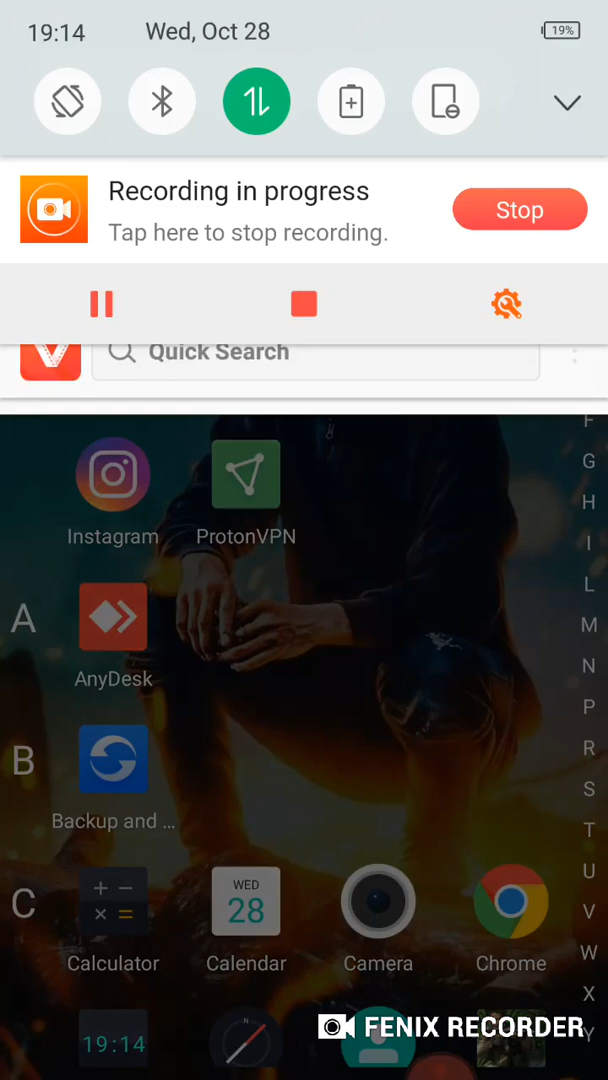 19:14 Wed, Oct 28 19%
Recording in progress
Tap here to stop recording.
Stop
Quick Search
F
G
H
I
L
M
N
P
R
S
T
U
V
W
X
Y
Instagram ProtonVPN
A
AnyDesk
B
Backup and ...
C
WED
28
Calculator Calendar Camera Chrome
19:14
N
FENIX RECORDER